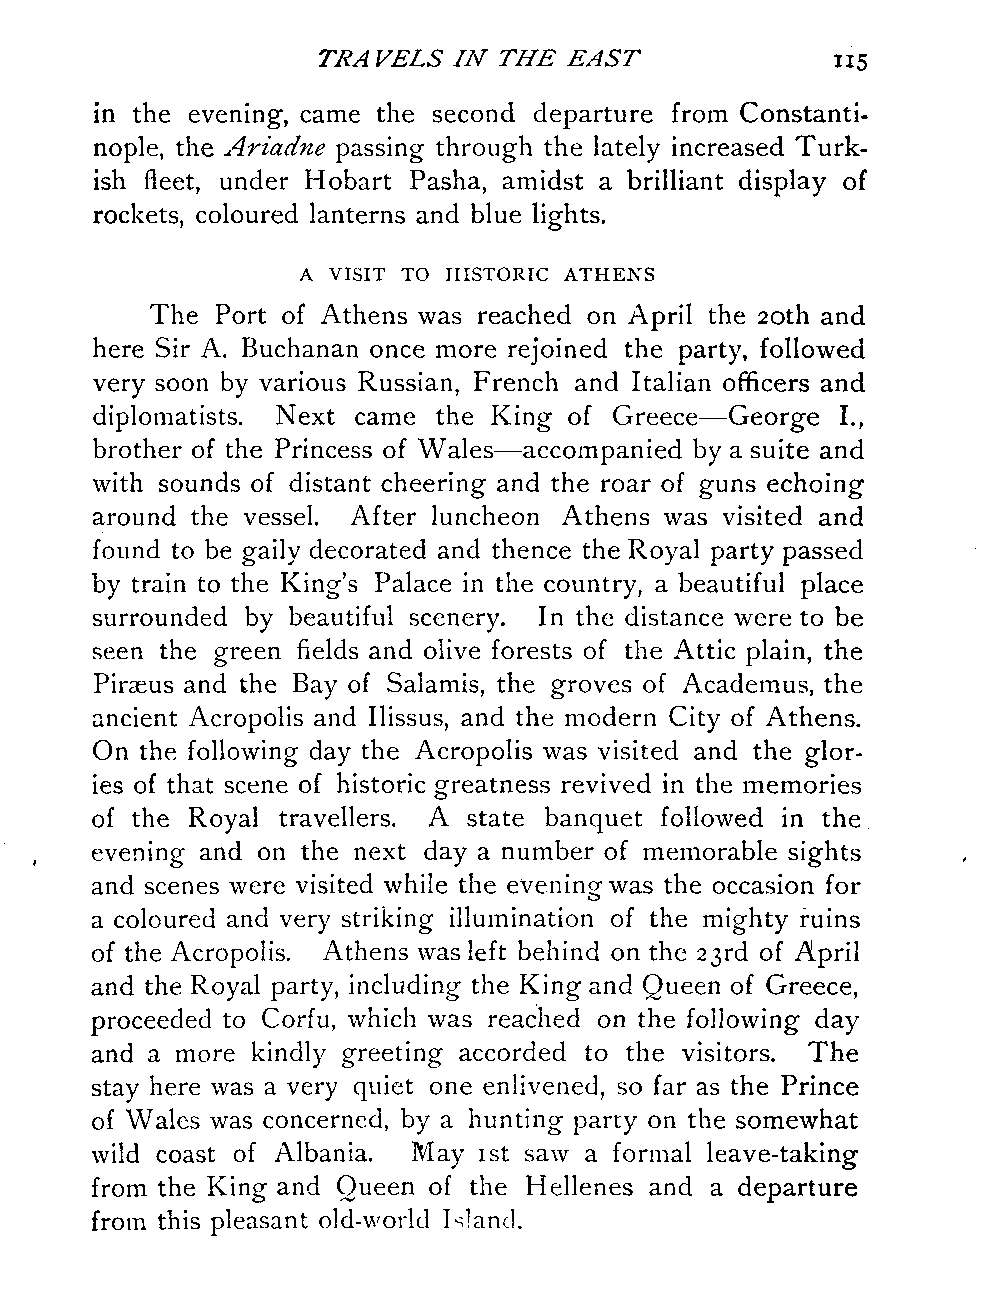 TRAVELS IN THE EAST 115
in the evening, came the second departure from Constanti-
nople, the Ariadne passing through the lately increased Turk-
ish fleet, under Hobart Pasha, amidst a brilliant display of
rockets, coloured lanterns and blue lights.
A VISIT TO HISTORIC ATHENS
The Port of Athens was reached on April the 20th and
here Sir A. Buchanan once more rejoined the party, followed
very soon by various Russian, French and Italian officers and
diplomatists. Next came the King of Greece—George I.,
brother of the Princess of Wales—accompanied by a suite and
with sounds of distant cheering and the roar of guns echoing
around the vessel. After luncheon Athens was visited and
found to be gaily decorated and thence the Royal party passed
by train to the King's Palace in the country, a beautiful place
surrounded by beautiful scenery. In the distance were to be
seen the green fields and olive forests of the Attic plain, the
Piræus and the Bay of Salamis, the groves of Academus, the
ancient Acropolis and Ilissus, and the modern City of Athens.
On the following day the Acropolis was visited and the glor-
ies of that scene of historic greatness revived in the memories
of the Royal travellers. A state banquet followed in the
evening and on the next day a number of memorable sights
and scenes were visited while the evening was the occasion for
a coloured and very striking illumination of the mighty ruins
of the Acropolis. Athens was left behind on the 23rd of April
and the Royal party, including the King and Queen of Greece,
proceeded to Corfu, which was reached on the following day
and a more kindly greeting accorded to the visitors. The
stay here was a very quiet one enlivened, so far as the Prince
of Wales was concerned, by a hunting party on the somewhat
wild coast of Albania. May 1st saw a formal leave-taking
from the King and Queen of the Hellenes and a departure
from this pleasant old-world Island.